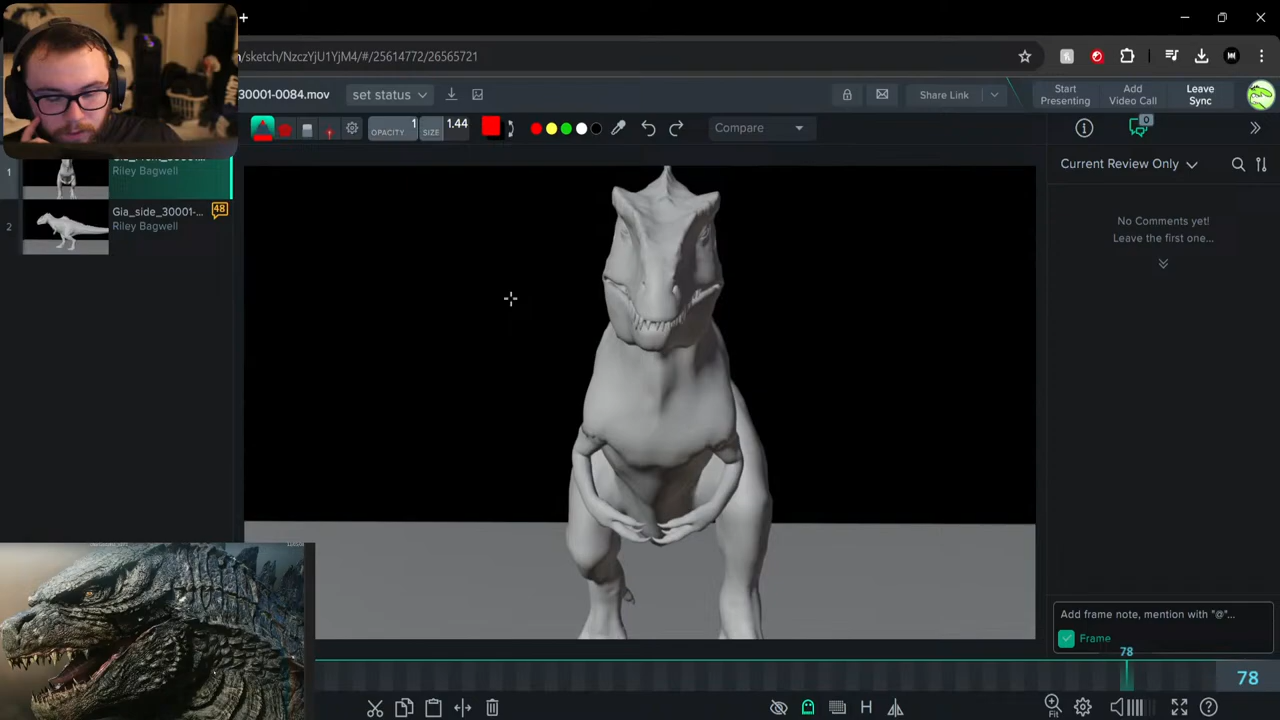 n/sketch/NzczYjU1YjM4/#/25614772/26565721
30001-0084.mov
set status
Share Link
Start Presenting
Add Video Call
Leave Sync
OPACITY 1
SIZE 1.44
Compare
0
1
Riley Bagwell
2
Gia_side_30001-...
Riley Bagwell
48
Current Review Only
No Comments yet!
Leave the first one...
Add frame note, mention with "@"...
Frame
78
78
H
Fit